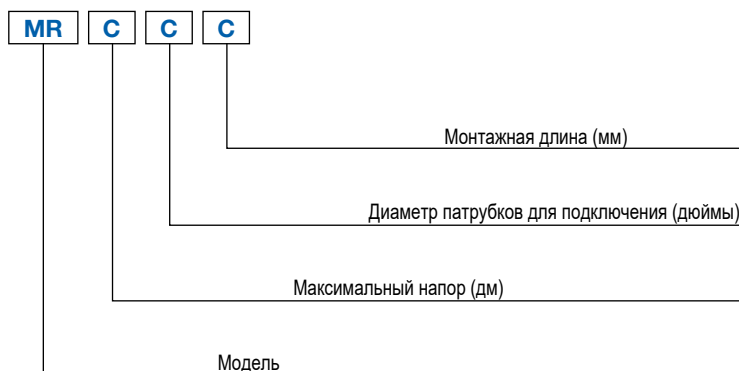 MR C C C
Монтажная длина (мм)
Диаметр патрубков для подключения (дюймы)
Максимальный напор (дм)
Модель